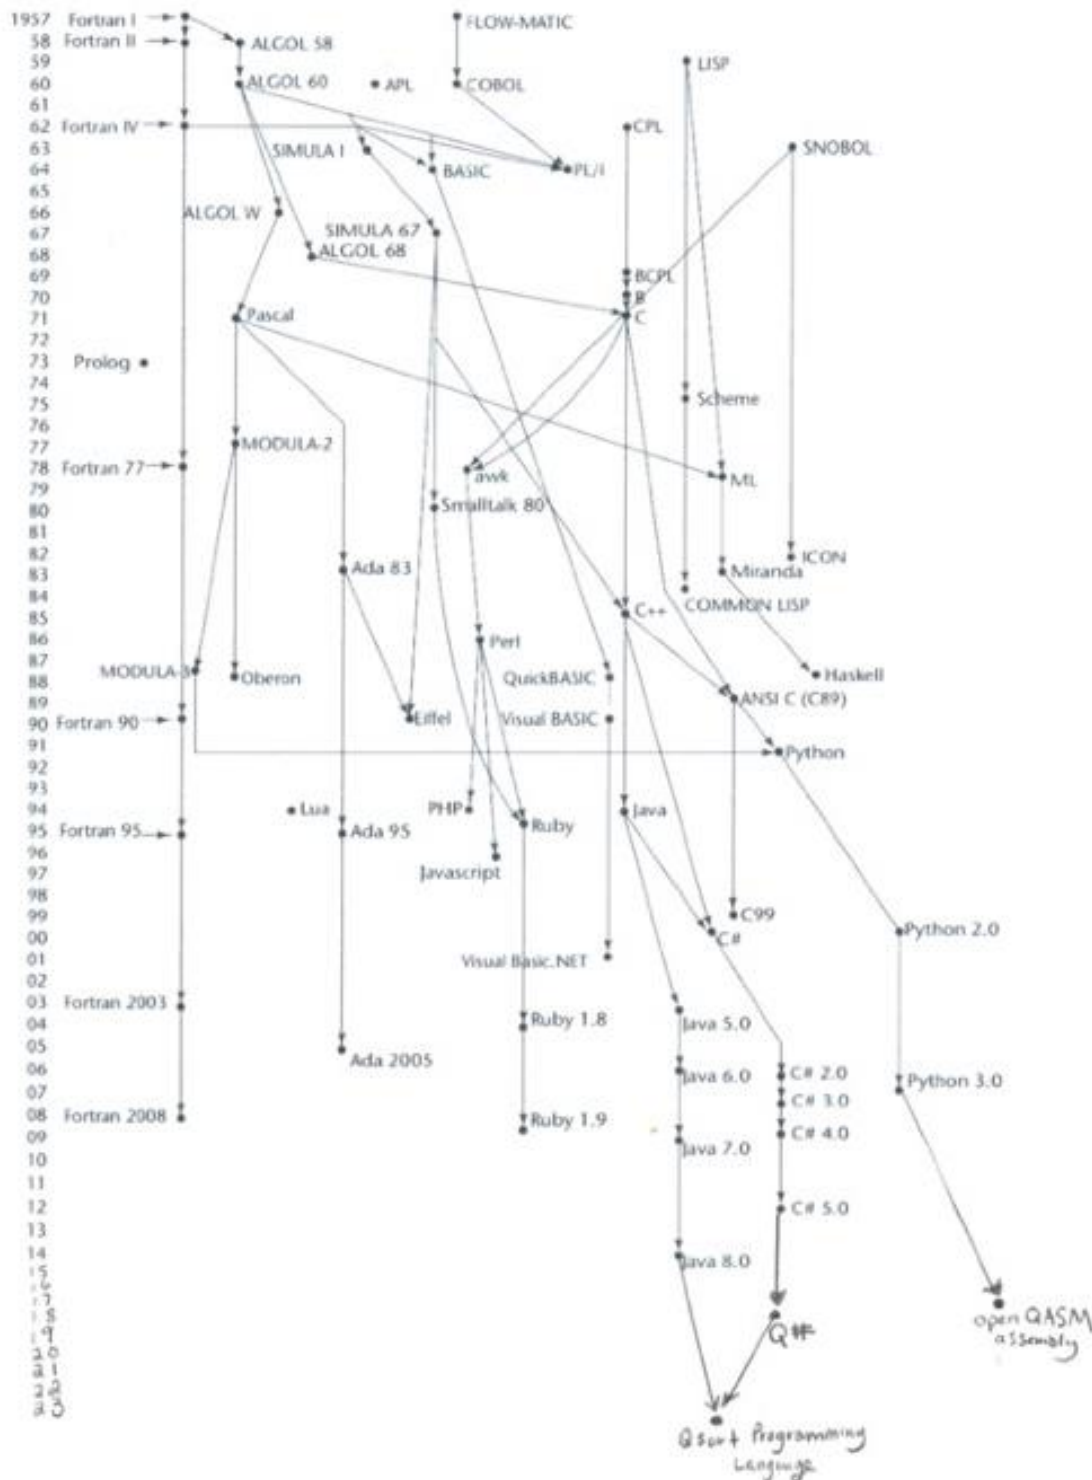 1957 Fortran I FLOW-MATIC
58 Fortran II ALGOL 58
59 LISP
60 ALGOL 60 APL COBOL
61
62 Fortran IV CPL
63 SIMULA I SNOBOL
64 BASIC PL/I
65
66 ALGOL W
67 SIMULA 67
68 ALGOL 68
69 BCPL
70 B
71 Pascal C
72
73 Prolog
74
75 Scheme
76
77 MODULA-2
78 Fortran 77 awk ML
79
80 Smalltalk 80
81
82 ICON
83 Ada 83 Miranda
84 COMMON LISP
85 C++
86 Perl
87 MODULA-3 Haskell
88 Oberon QuickBASIC
89 ANSI C (C89)
90 Fortran 90 Eiffel Visual BASIC
91 Python
92
93
94 Lua PHP Java
95 Fortran 95 Ada 95 Ruby
96
97 Javascript
98
99 C99
00 C# Python 2.0
01 Visual Basic.NET
02
03 Fortran 2003
04 Ruby 1.8 Java 5.0
05 Ada 2005
06 Java 6.0 C# 2.0 Python 3.0
07 C# 3.0
08 Fortran 2008 Ruby 1.9
09 Java 7.0 C# 4.0
10
11
12 C# 5.0
13
14 Java 8.0
15
16
17
18 open QASM
19 Q# assembly
20
21
22
23
Qsort Programming
Language